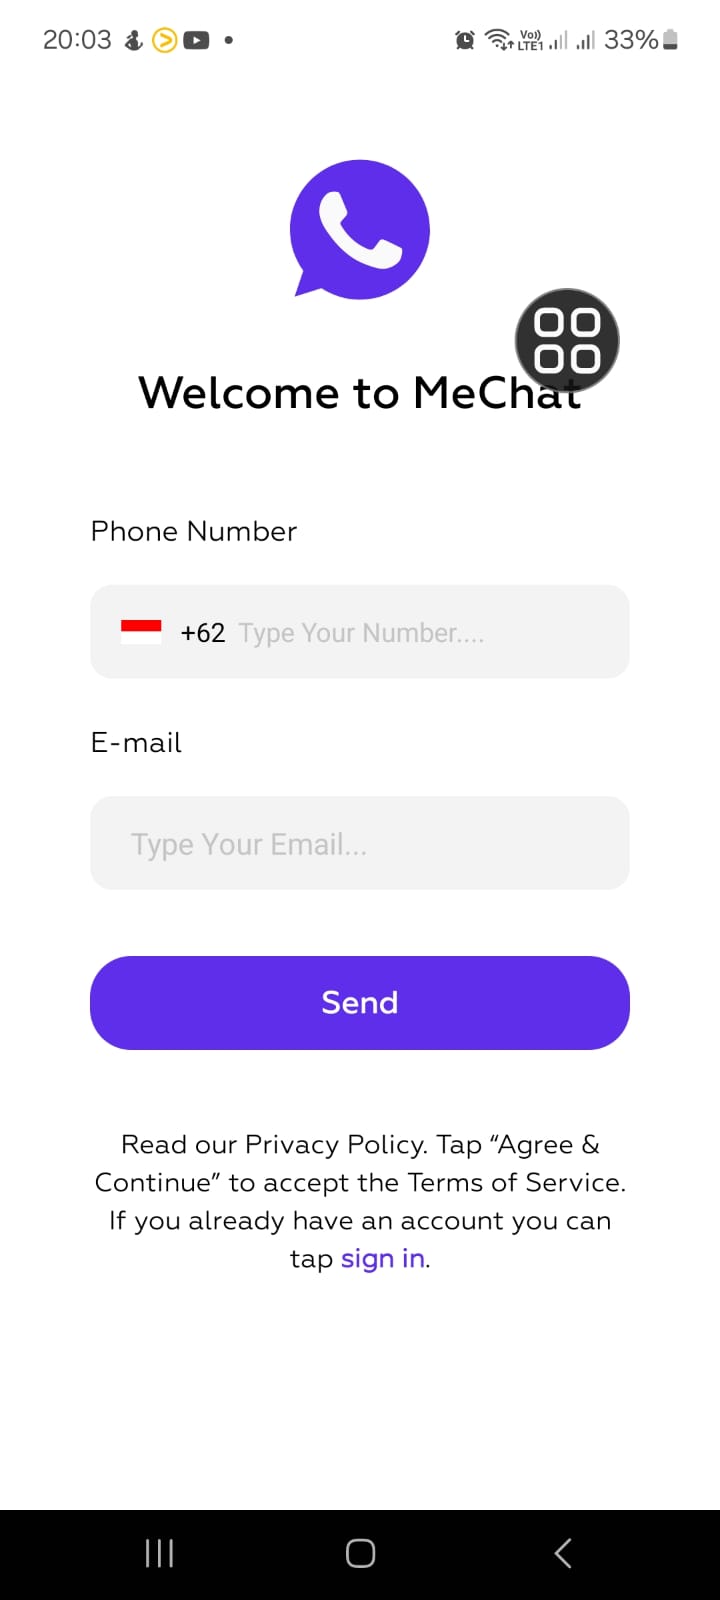 20:03 Vo)) LTE1 33%
Welcome to MeChat
Phone Number
+62 Type Your Number....
E-mail
Type Your Email...
Send
Read our Privacy Policy. Tap “Agree &
Continue” to accept the Terms of Service.
If you already have an account you can
tap sign in.